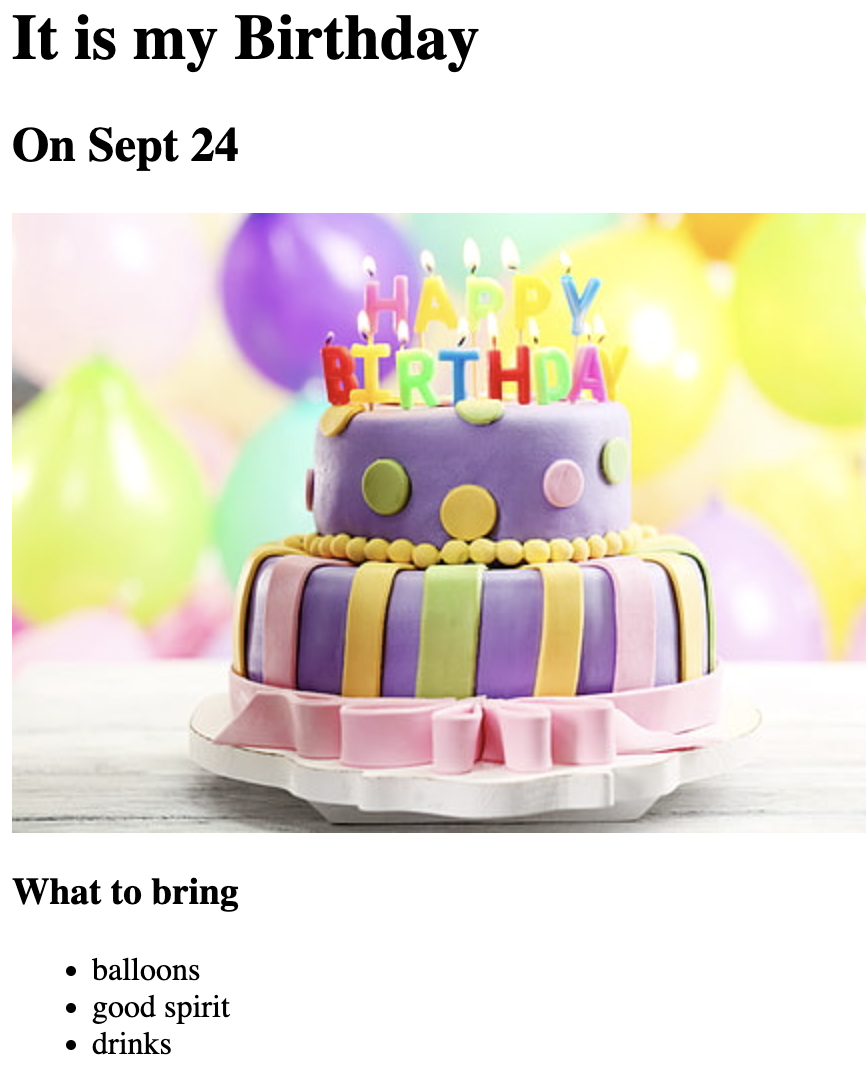 It is my Birthday
On Sept 24
HAPPY
BIRTHDAY
What to bring
balloons
good spirit
drinks